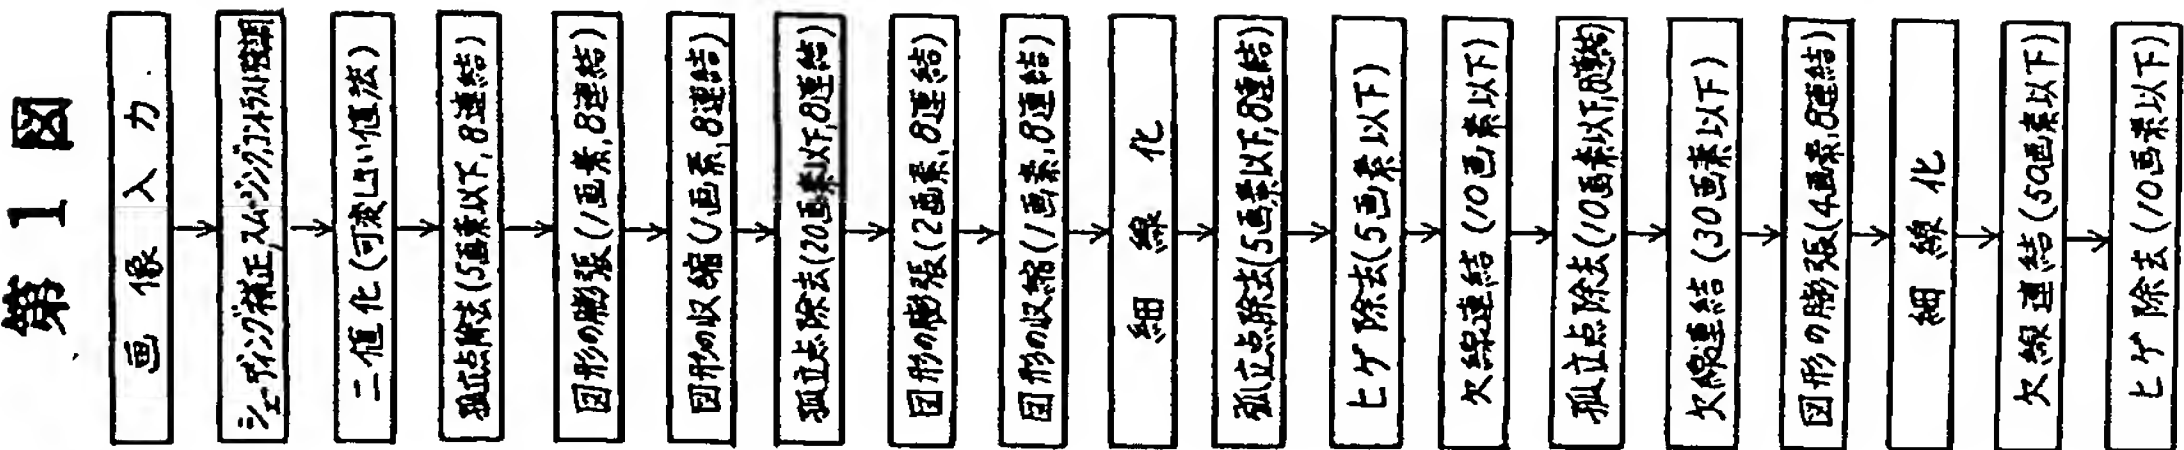 第1図
画像入力
シェーディング補正,スムージング,コントラスト強調
二値化(可変しきい値法)
孤立点除去(5画素以下,8連結)
図形の膨張(1画素,8連結)
図形の収縮(1画素,8連結)
孤立点除去(20画素以下,8連結)
図形の膨張(2画素,8連結)
図形の収縮(1画素,8連結)
細線化
孤立点除去(5画素以下,8連結)
ヒゲ除去(5画素以下)
欠線連結(10画素以下)
孤立点除去(10画素以下,8連結)
欠線連結(30画素以下)
図形の膨張(4画素,8連結)
細線化
欠線連結(50画素以下)
ヒゲ除去(10画素以下)